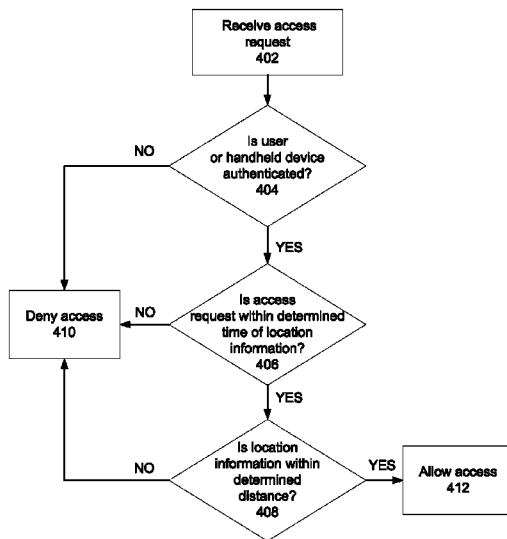 Receive access
request
402
Is user
or handheld device
authenticated?
404
NO
YES
Is access
request within determined
time of location
information?
406
NO
Deny access
410
YES
Is location
information within
determined
distance?
408
NO
YES
Allow access
412